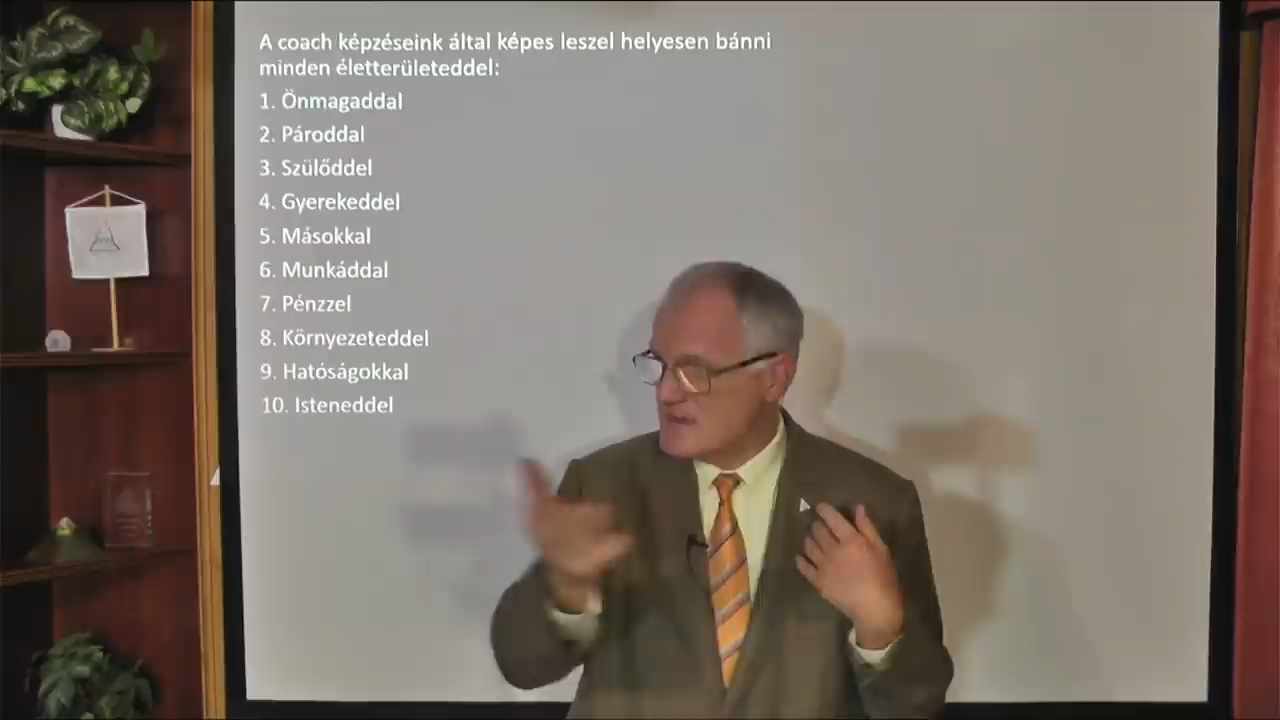 A coach képzéseink által képes leszel helyesen bánni
minden életterületeddel:
1. Önmagaddal
2. Pároddal
3. Szülőddel
4. Gyerekeddel
5. Másokkal
6. Munkáddal
7. Pénzzel
8. Környezeteddel
9. Hatóságokkal
10. Isteneddel